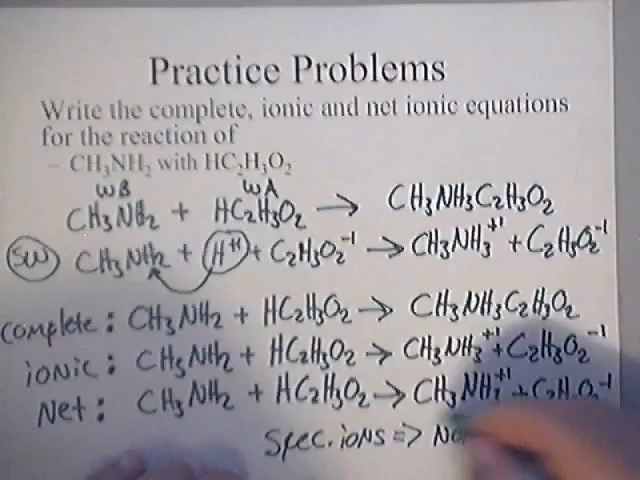 Practice Problems
Write the complete, ionic and net ionic equations
for the reaction of
– CH₃NH₂ with HC₂H₃O₂
WB WA
CH₃NH₂ + HC₂H₃O₂ → CH₃NH₃C₂H₃O₂
SW CH₃NH₂ + H⁺¹ + C₂H₃O₂⁻¹ → CH₃NH₃⁺¹ + C₂H₃O₂⁻¹
Complete: CH₃NH₂ + HC₂H₃O₂ → CH₃NH₃C₂H₃O₂
ionic: CH₃NH₂ + HC₂H₃O₂ → CH₃NH₃⁺¹ + C₂H₃O₂⁻¹
Net: CH₃NH₂ + HC₂H₃O₂ → CH₃NH₃⁺¹ + C₂H₃O₂⁻¹
Spec. ions => No